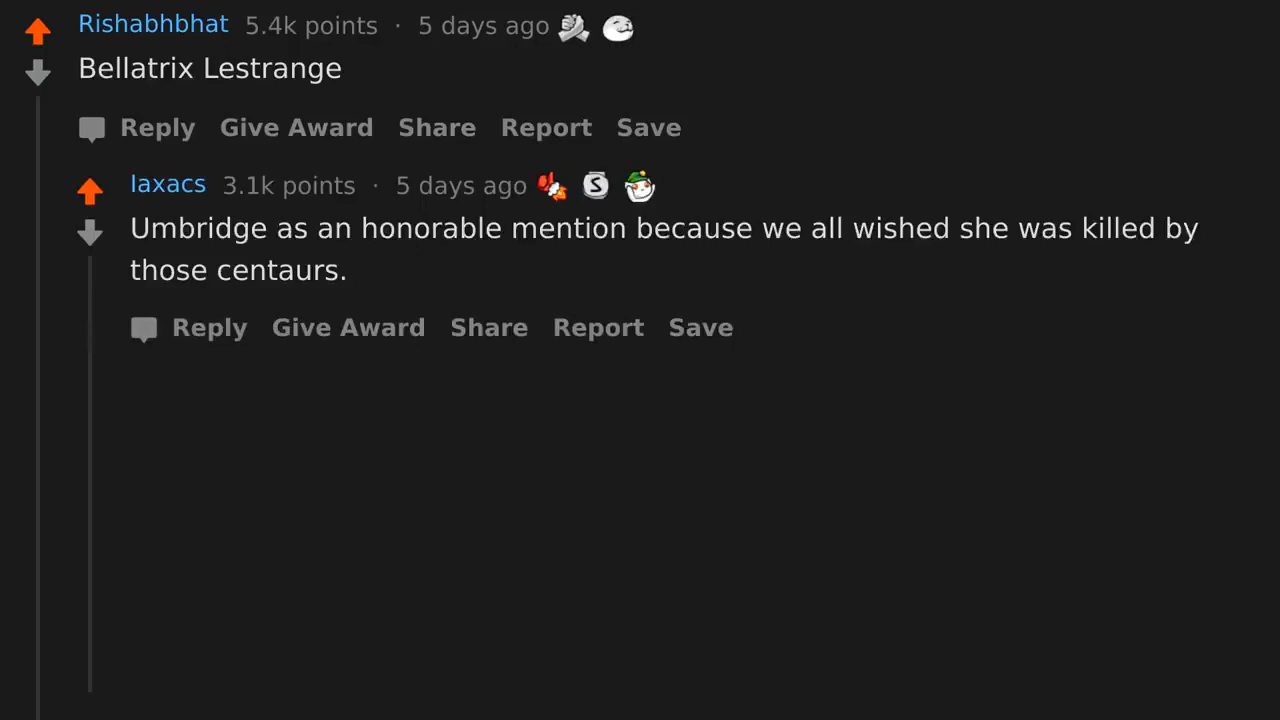 Rishabhbhat 5.4k points · 5 days ago
Bellatrix Lestrange
Reply Give Award Share Report Save
laxacs 3.1k points · 5 days ago
Umbridge as an honorable mention because we all wished she was killed by
those centaurs.
Reply Give Award Share Report Save